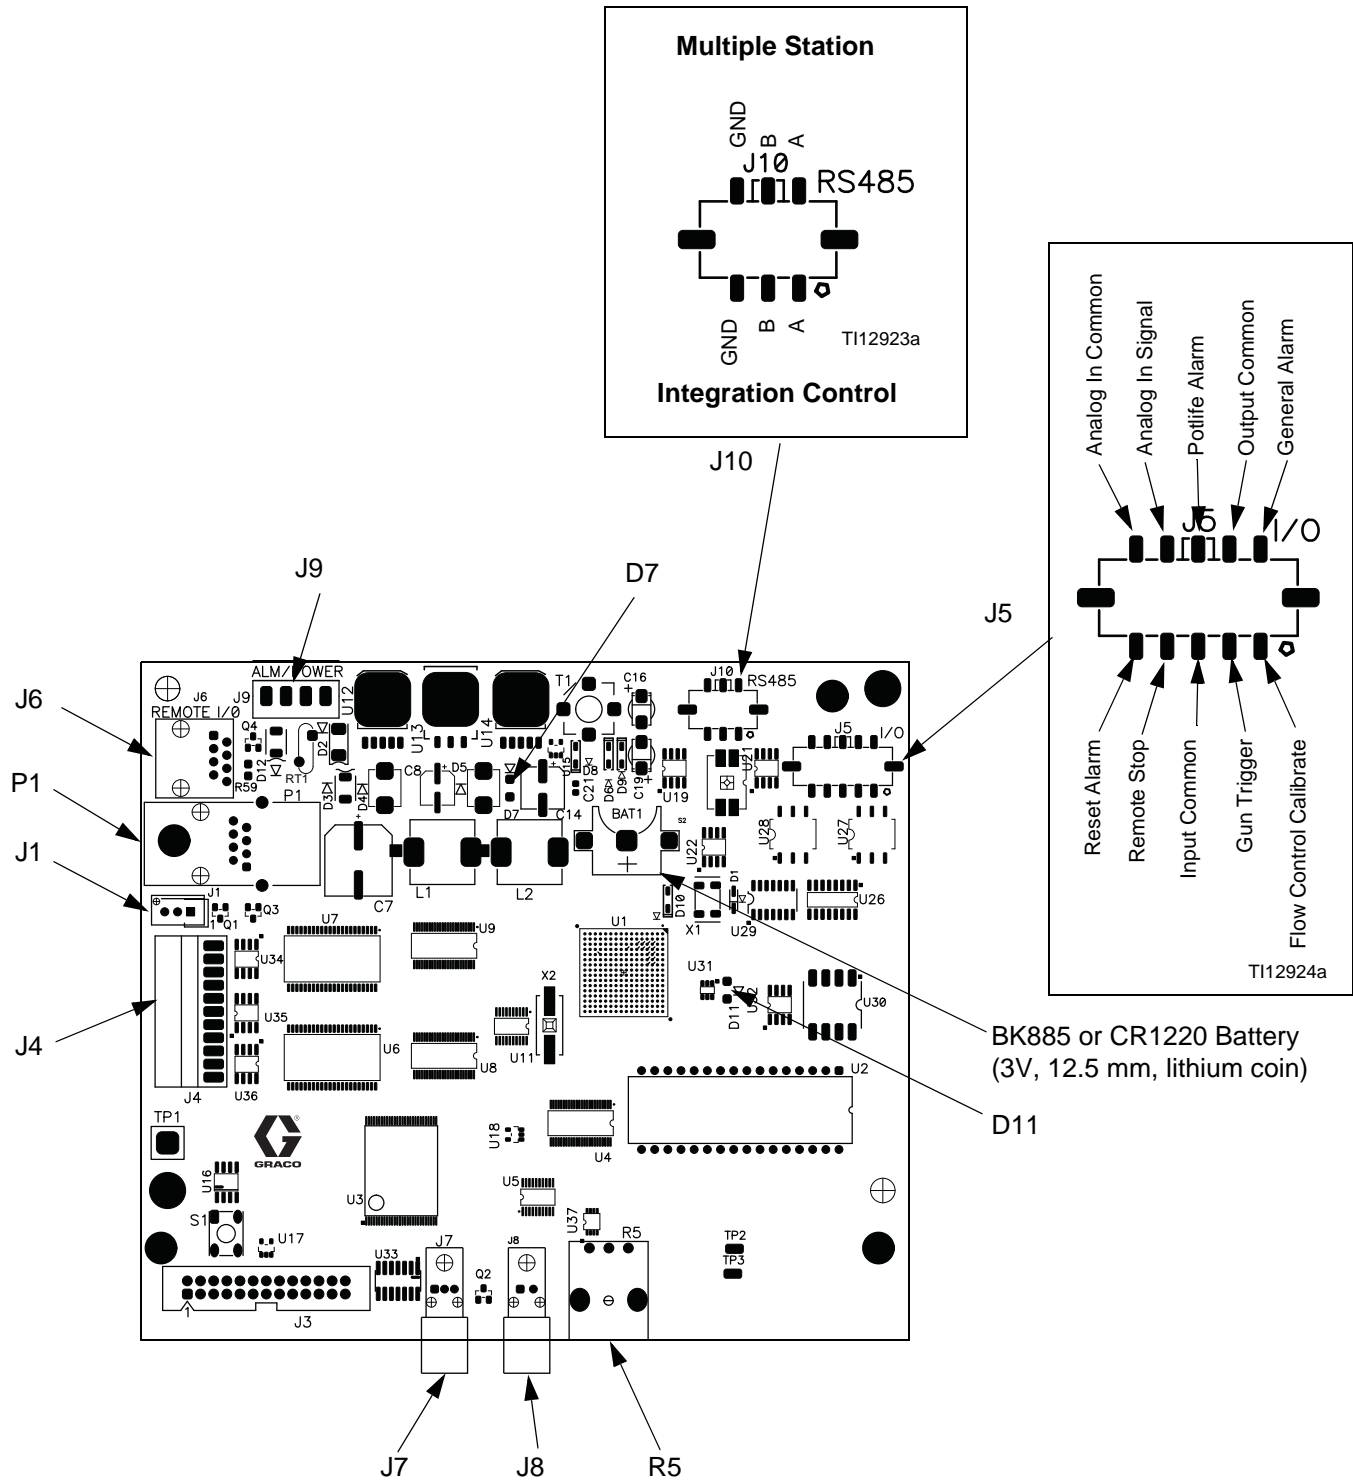 Multiple Station
GND
B
A
J10
RS485
GND
B
A
TI12923a
Integration Control
J10
Analog In Common
Analog In Signal
Potlife Alarm
Output Common
General Alarm
J5
I/O
Reset Alarm
Remote Stop
Input Common
Gun Trigger
Flow Control Calibrate
TI12924a
J9
D7
J5
J6
P1
J1
J4
BK885 or CR1220 Battery
(3V, 12.5 mm, lithium coin)
D11
J7
J8
R5
ALM/POWER
J9
U12
U13
U14
T1
C16
J10
RS485
J6
REMOTE I/O
Q4
D12
RT1
D2
R59
P1
D3
D4
C8
D5
D7
C14
U15
D8
C21
D6
D9
C19
U19
U21
J5
I/O
BAT1
S2
U22
U28
U27
C7
L1
L2
J1
1
Q1
Q3
U7
U9
U1
D10
X1
D1
U29
U26
U34
U35
U36
J4
U6
U8
U11
X2
U31
D11
U30
U2
TP1
GRACO
®
U16
S1
U17
U3
U18
U4
U5
U37
R5
TP2
TP3
U33
J7
Q2
J8
J3
1